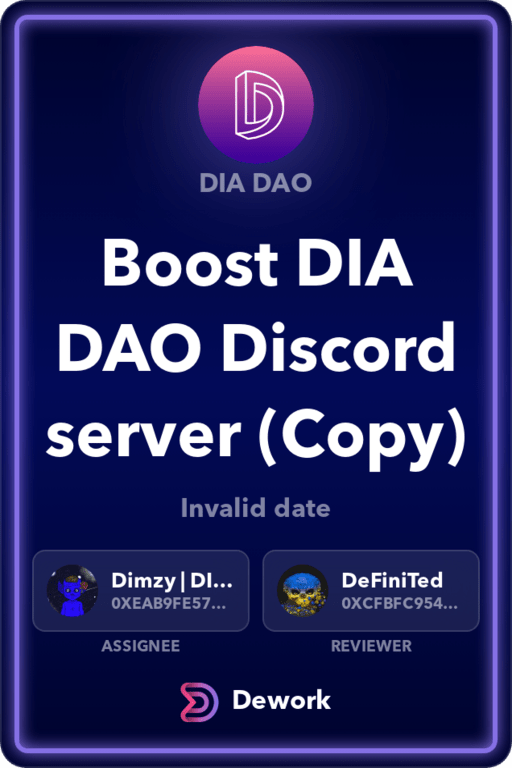 DIA DAO
Boost DIA
DAO Discord
server (Copy)
Invalid date
Dimzy | DI...
0XEAB9FE57...
ASSIGNEE
DeFiniTed
0XCFBFC954...
REVIEWER
Dework